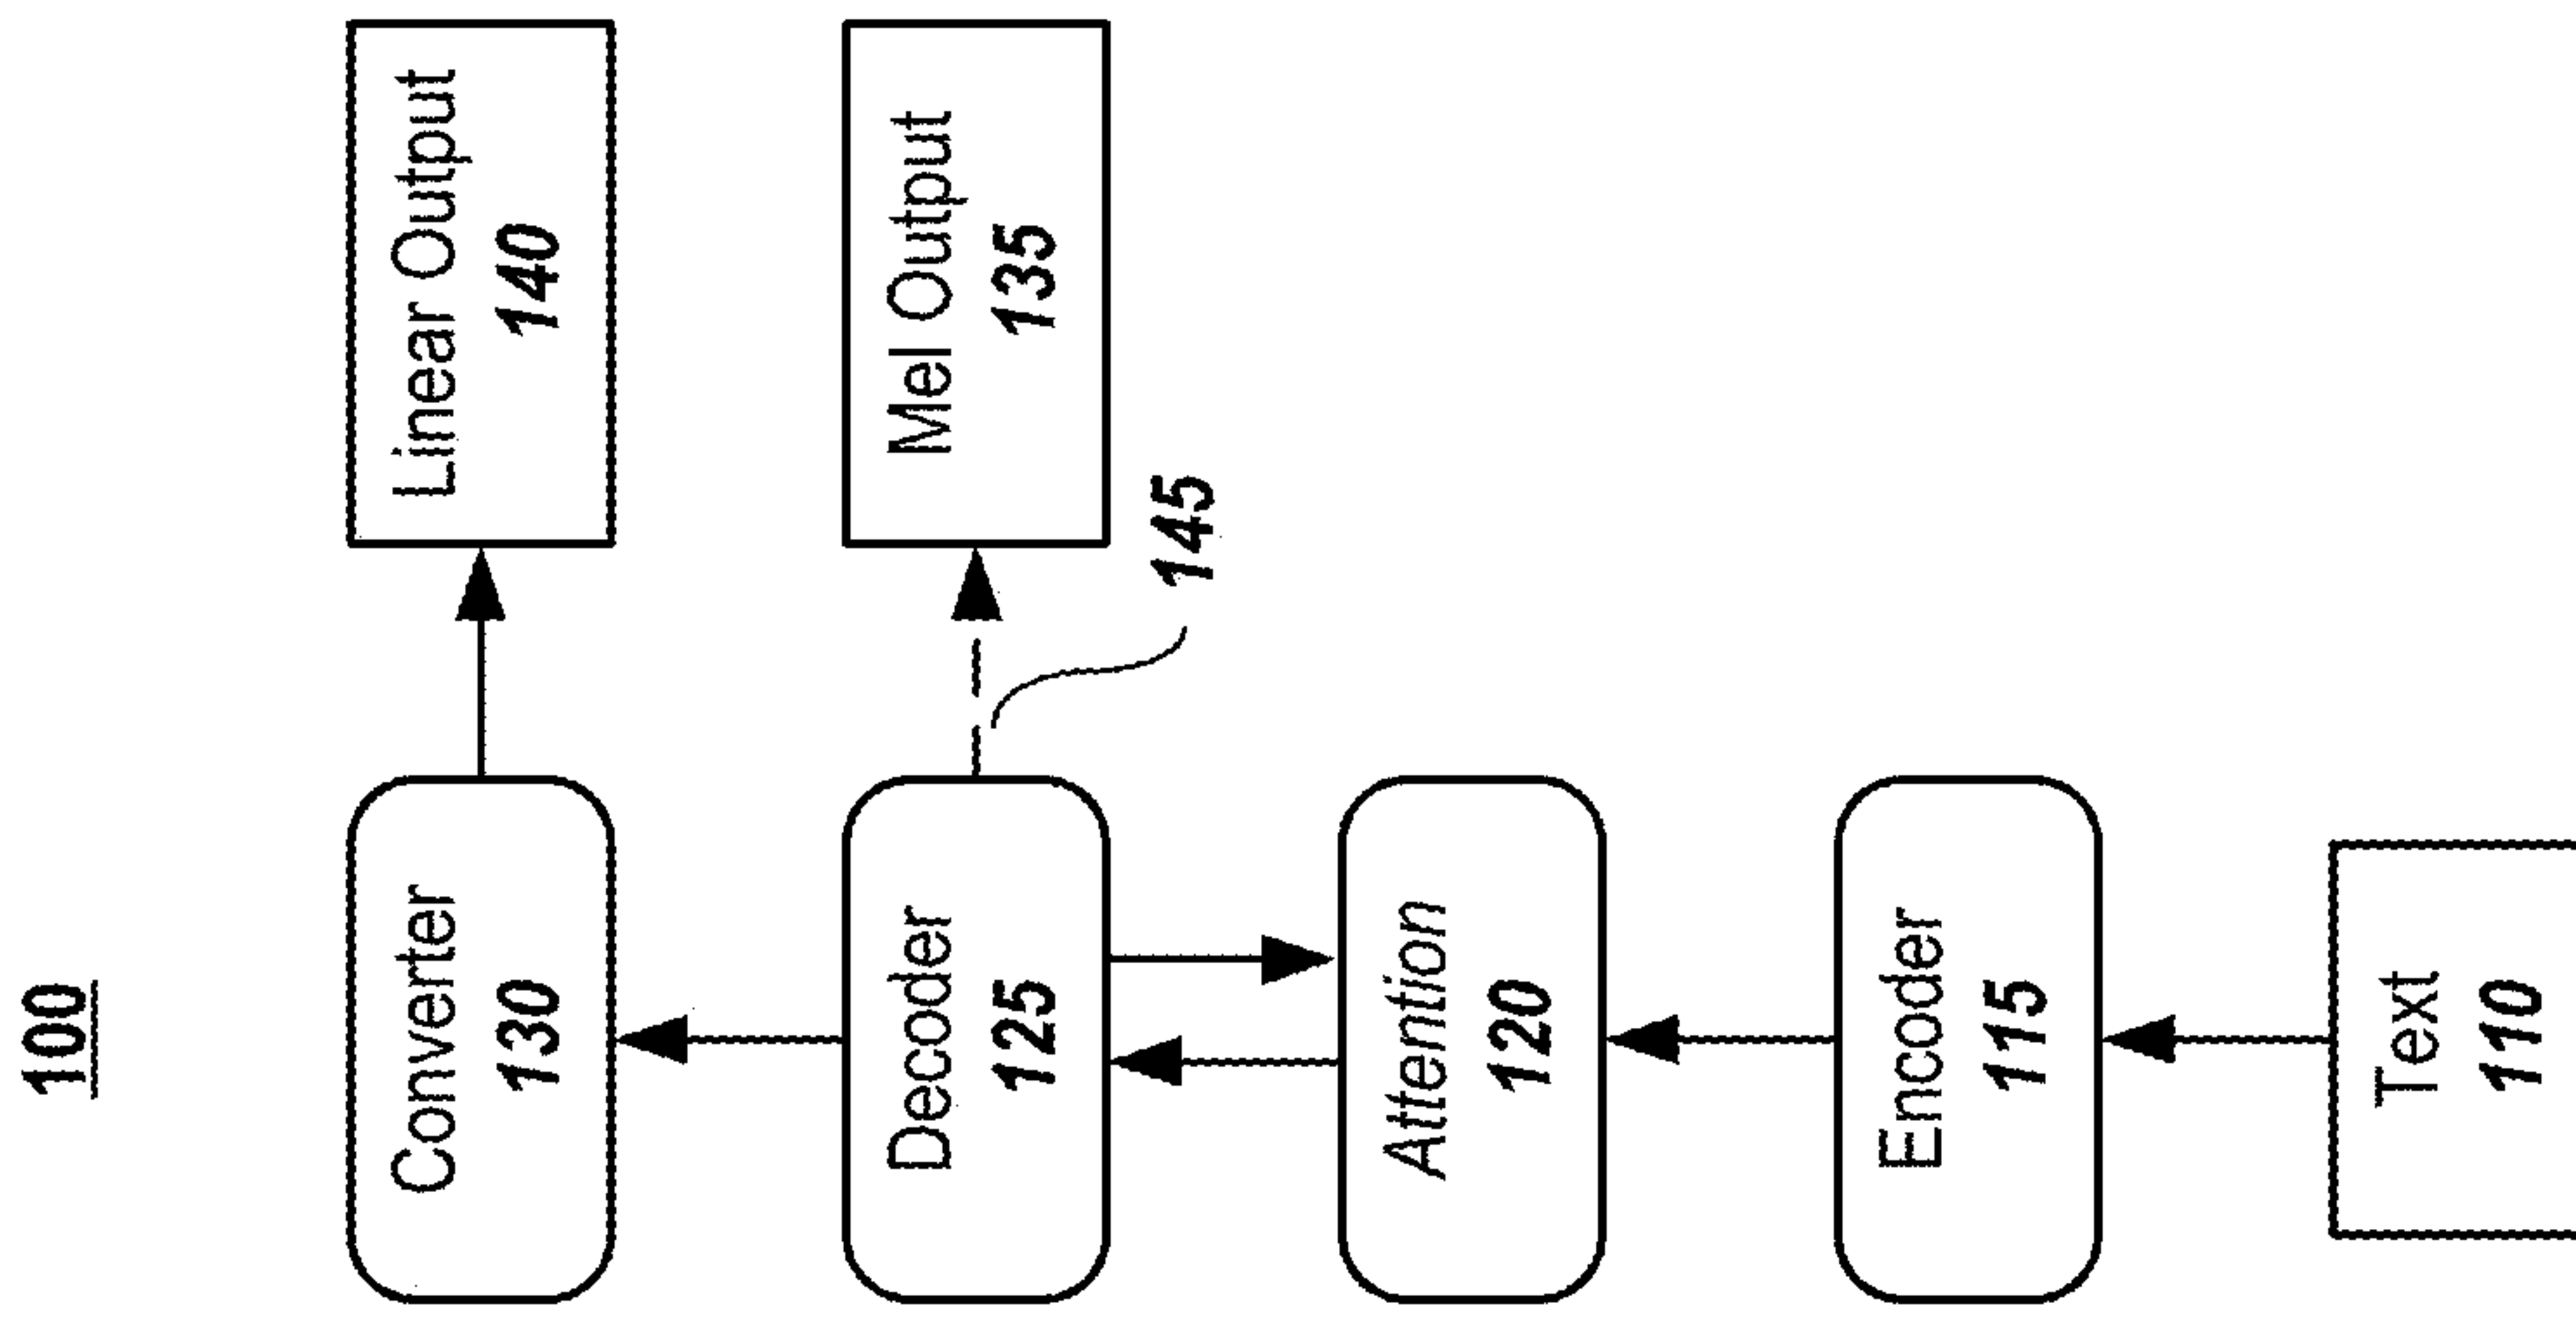 100
Converter
130
Linear Output
140
Decoder
125
Mel Output
135
145
Attention
120
Encoder
115
Text
110